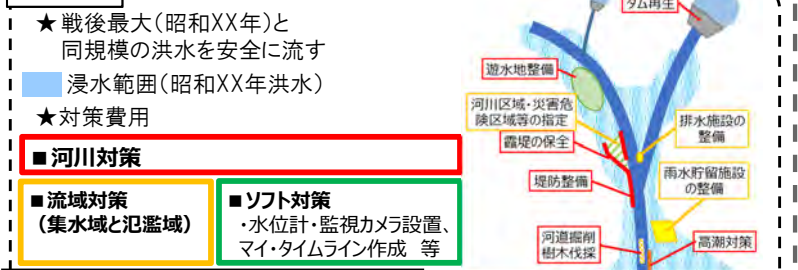 ★戦後最大(昭和XX年)と
同規模の洪水を安全に流す
浸水範囲(昭和XX年洪水)
★対策費用
■河川対策
■流域対策
(集水域と氾濫域)
■ソフト対策
・水位計・監視カメラ設置、
マイ・タイムライン作成 等
ダム再生
遊水地整備
河川区域・災害危
険区域等の指定
霞堤の保全
排水施設の
整備
堤防整備
雨水貯留施設
の整備
河道掘削
樹木伐採
高潮対策